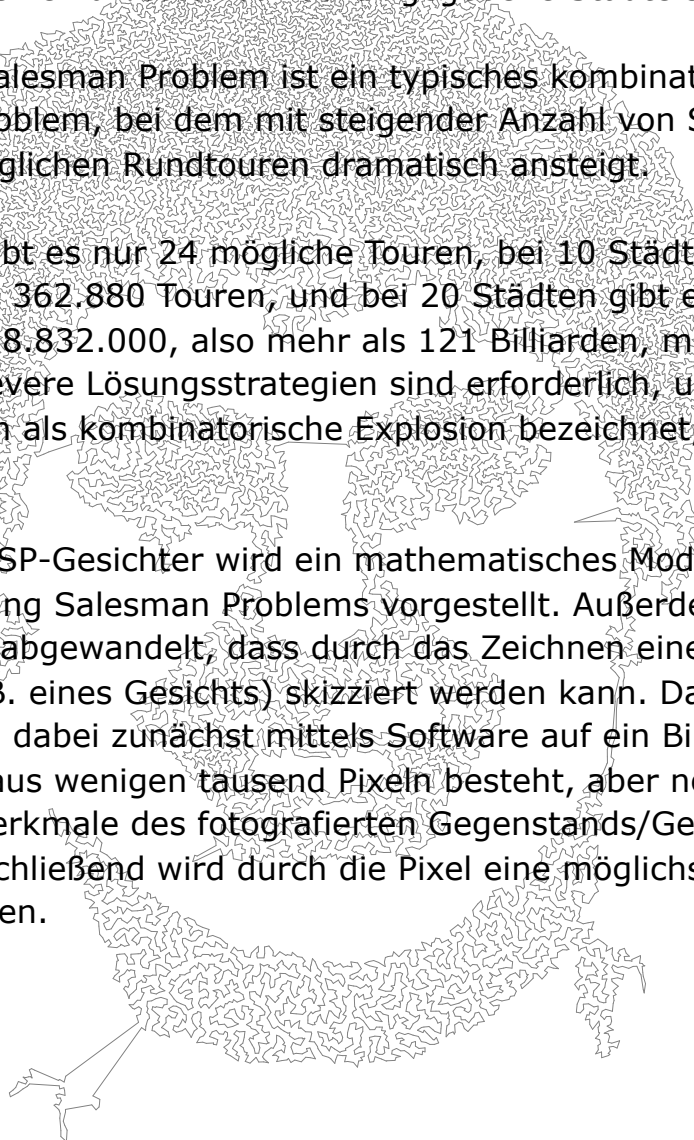 alesman Problem ist ein typisches kombinat
oblem, bei dem mit steigender Anzahl von S
glichen Rundtouren dramatisch ansteigt.
bt es nur 24 mögliche Touren, bei 10 Städt
362.880 Touren, und bei 20 Städten gibt e
8.832.000, also mehr als 121 Billiarden, m
evere Lösungsstrategien sind erforderlich, u
n als kombinatorische Explosion bezeichnet,
SP-Gesichter wird ein mathematisches Mod
ng Salesman Problems vorgestellt. Außerde
abgewandelt, dass durch das Zeichnen eine
B. eines Gesichts) skizziert werden kann. Da
dabei zunächst mittels Software auf ein Bi
aus wenigen tausend Pixeln besteht, aber no
erkmale des fotografierten Gegenstands/Ge
chließend wird durch die Pixel eine möglichs
en.